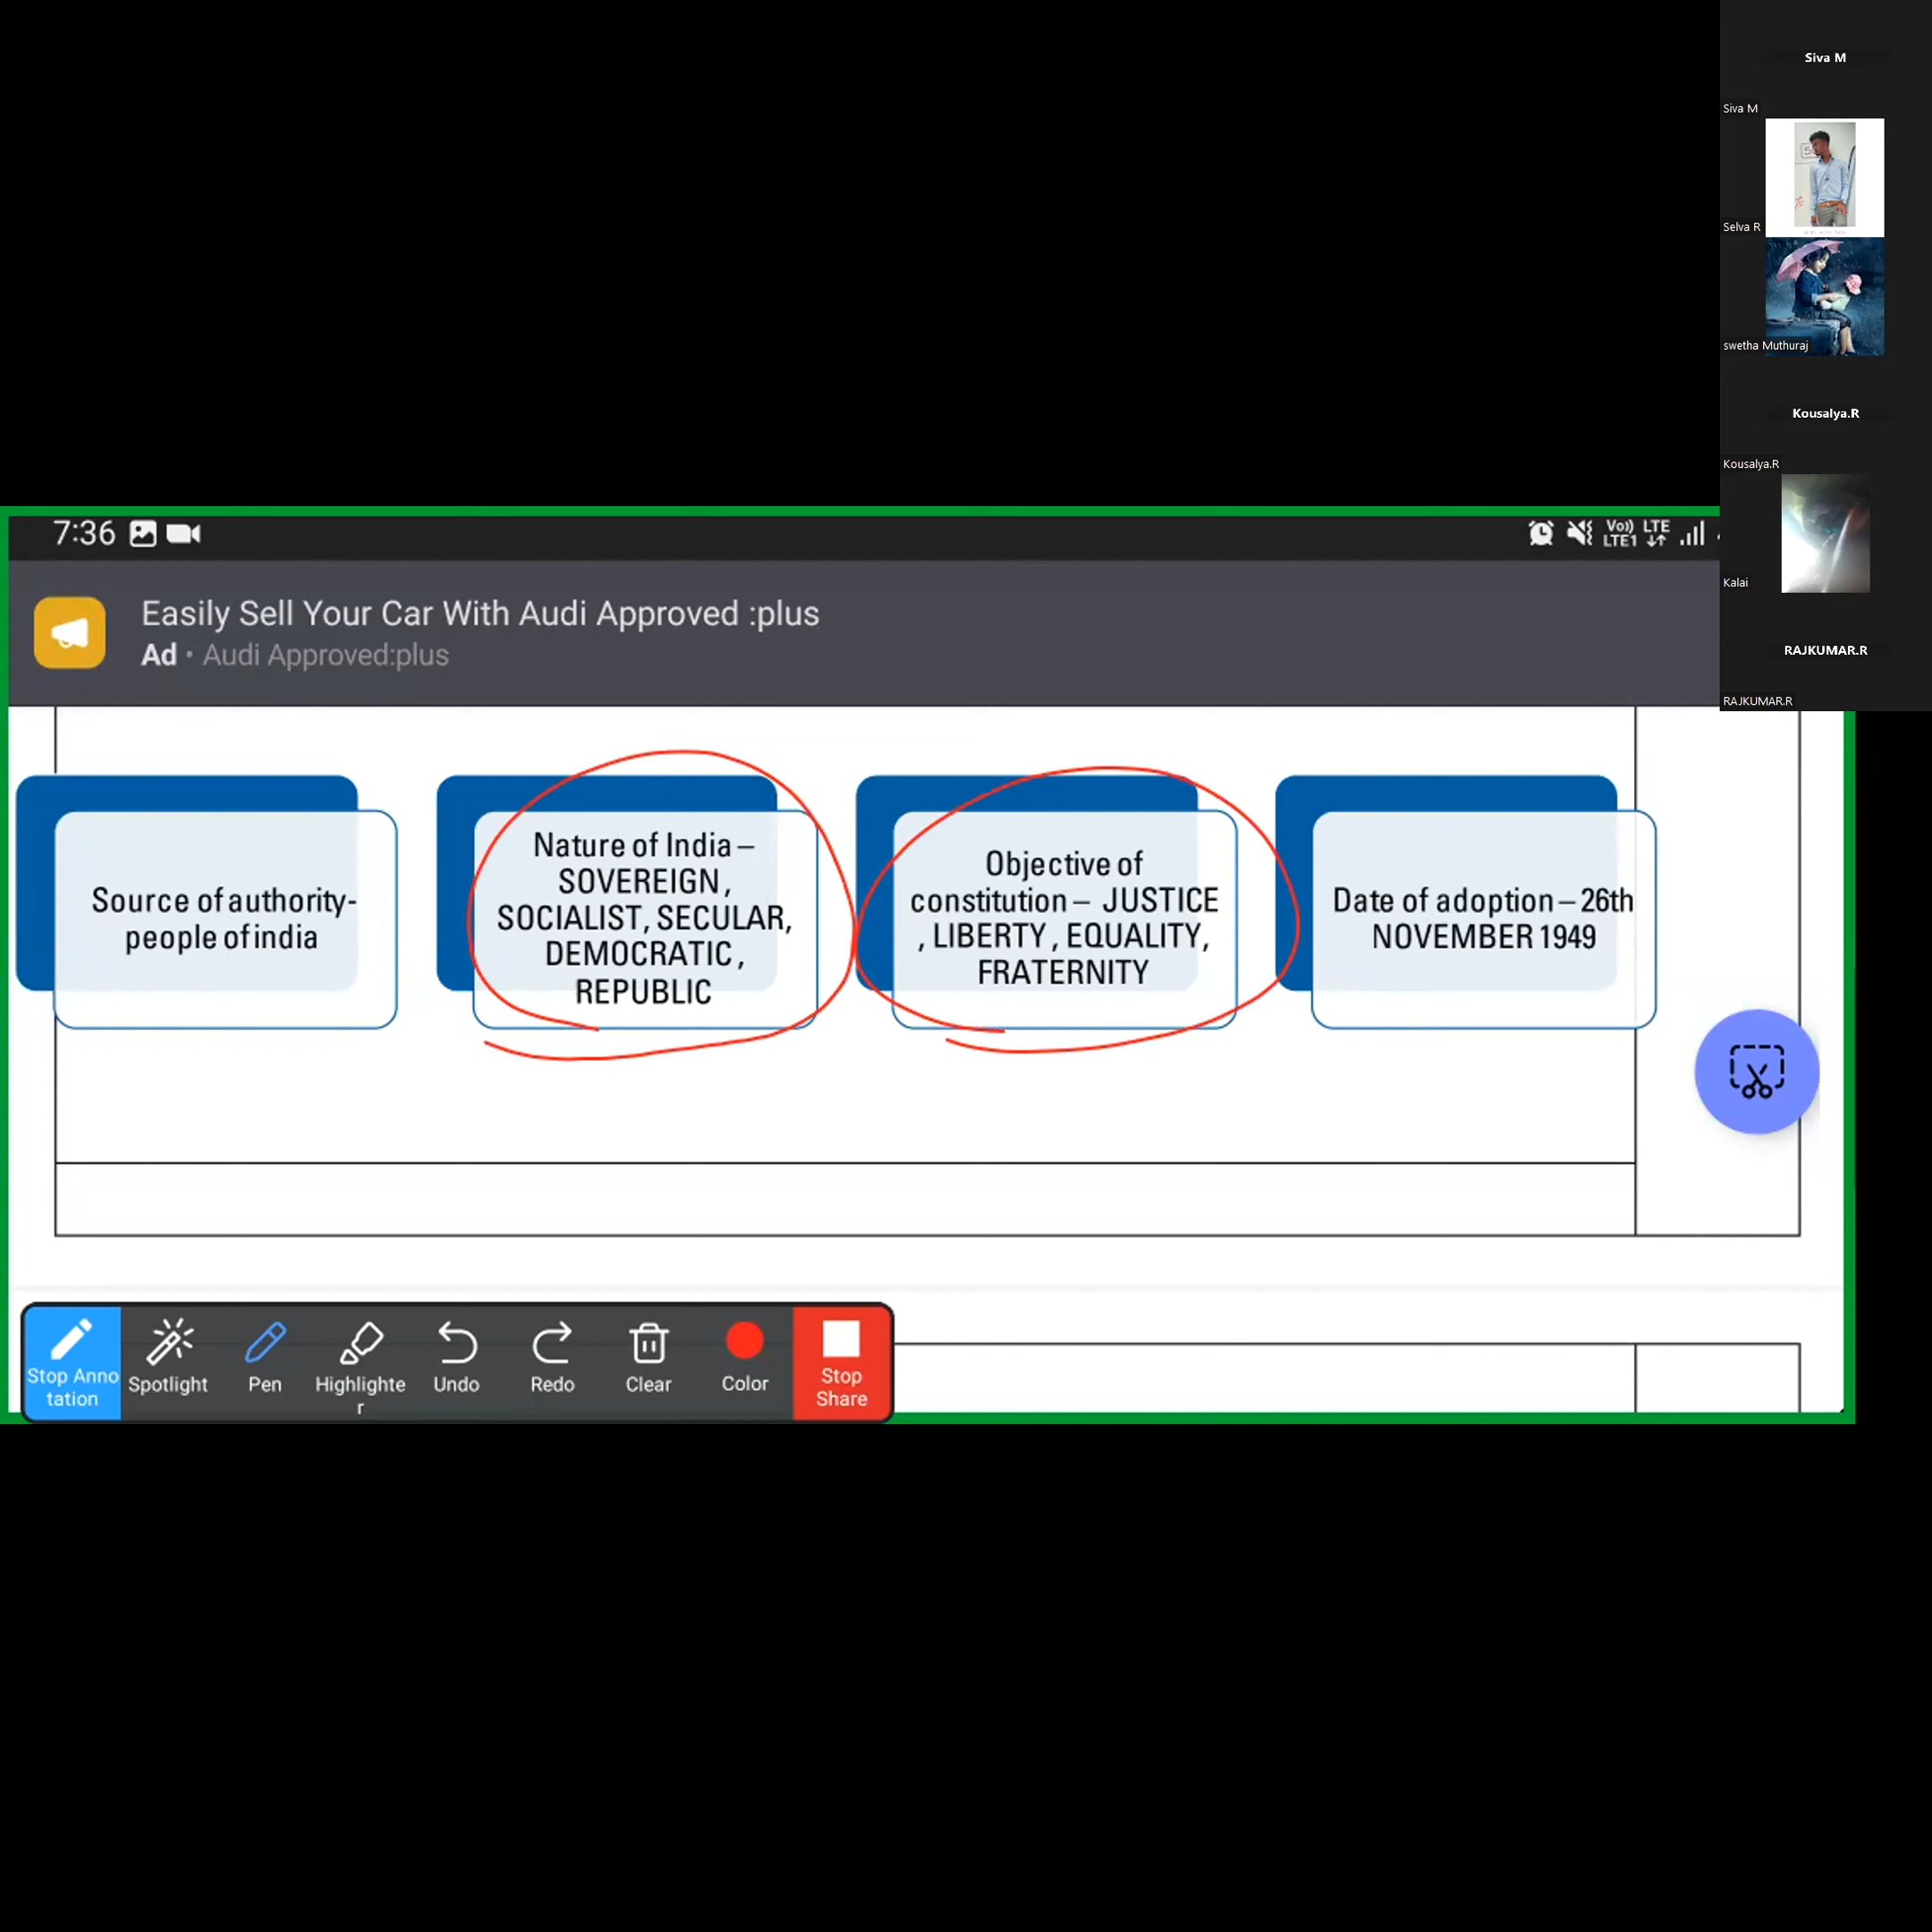 Siva M
Siva M
Selva R
swetha Muthuraj
Kousalya.R
Kousalya.R
Kalai
RAJKUMAR.R
RAJKUMAR.R
7:36
Vo)) LTE
LTE1
Easily Sell Your Car With Audi Approved :plus
Ad • Audi Approved:plus
Source of authority-
people of india
Nature of India –
SOVEREIGN,
SOCIALIST, SECULAR,
DEMOCRATIC,
REPUBLIC
Objective of
constitution – JUSTICE
, LIBERTY, EQUALITY,
FRATERNITY
Date of adoption – 26th
NOVEMBER 1949
Stop Anno
tation
Spotlight
Pen
Highlighte
r
Undo
Redo
Clear
Color
Stop
Share